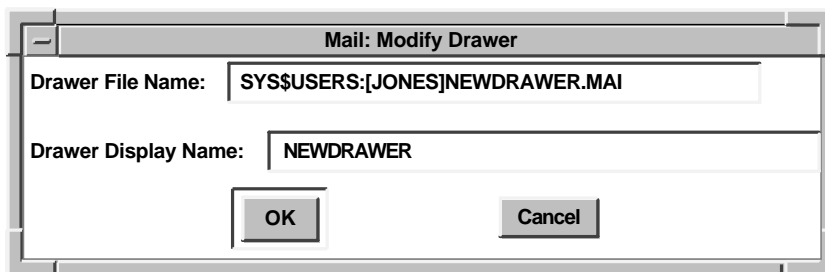 Mail: Modify Drawer
Drawer File Name: SYS$USERS:[JONES]NEWDRAWER.MAI
Drawer Display Name: NEWDRAWER
OK Cancel